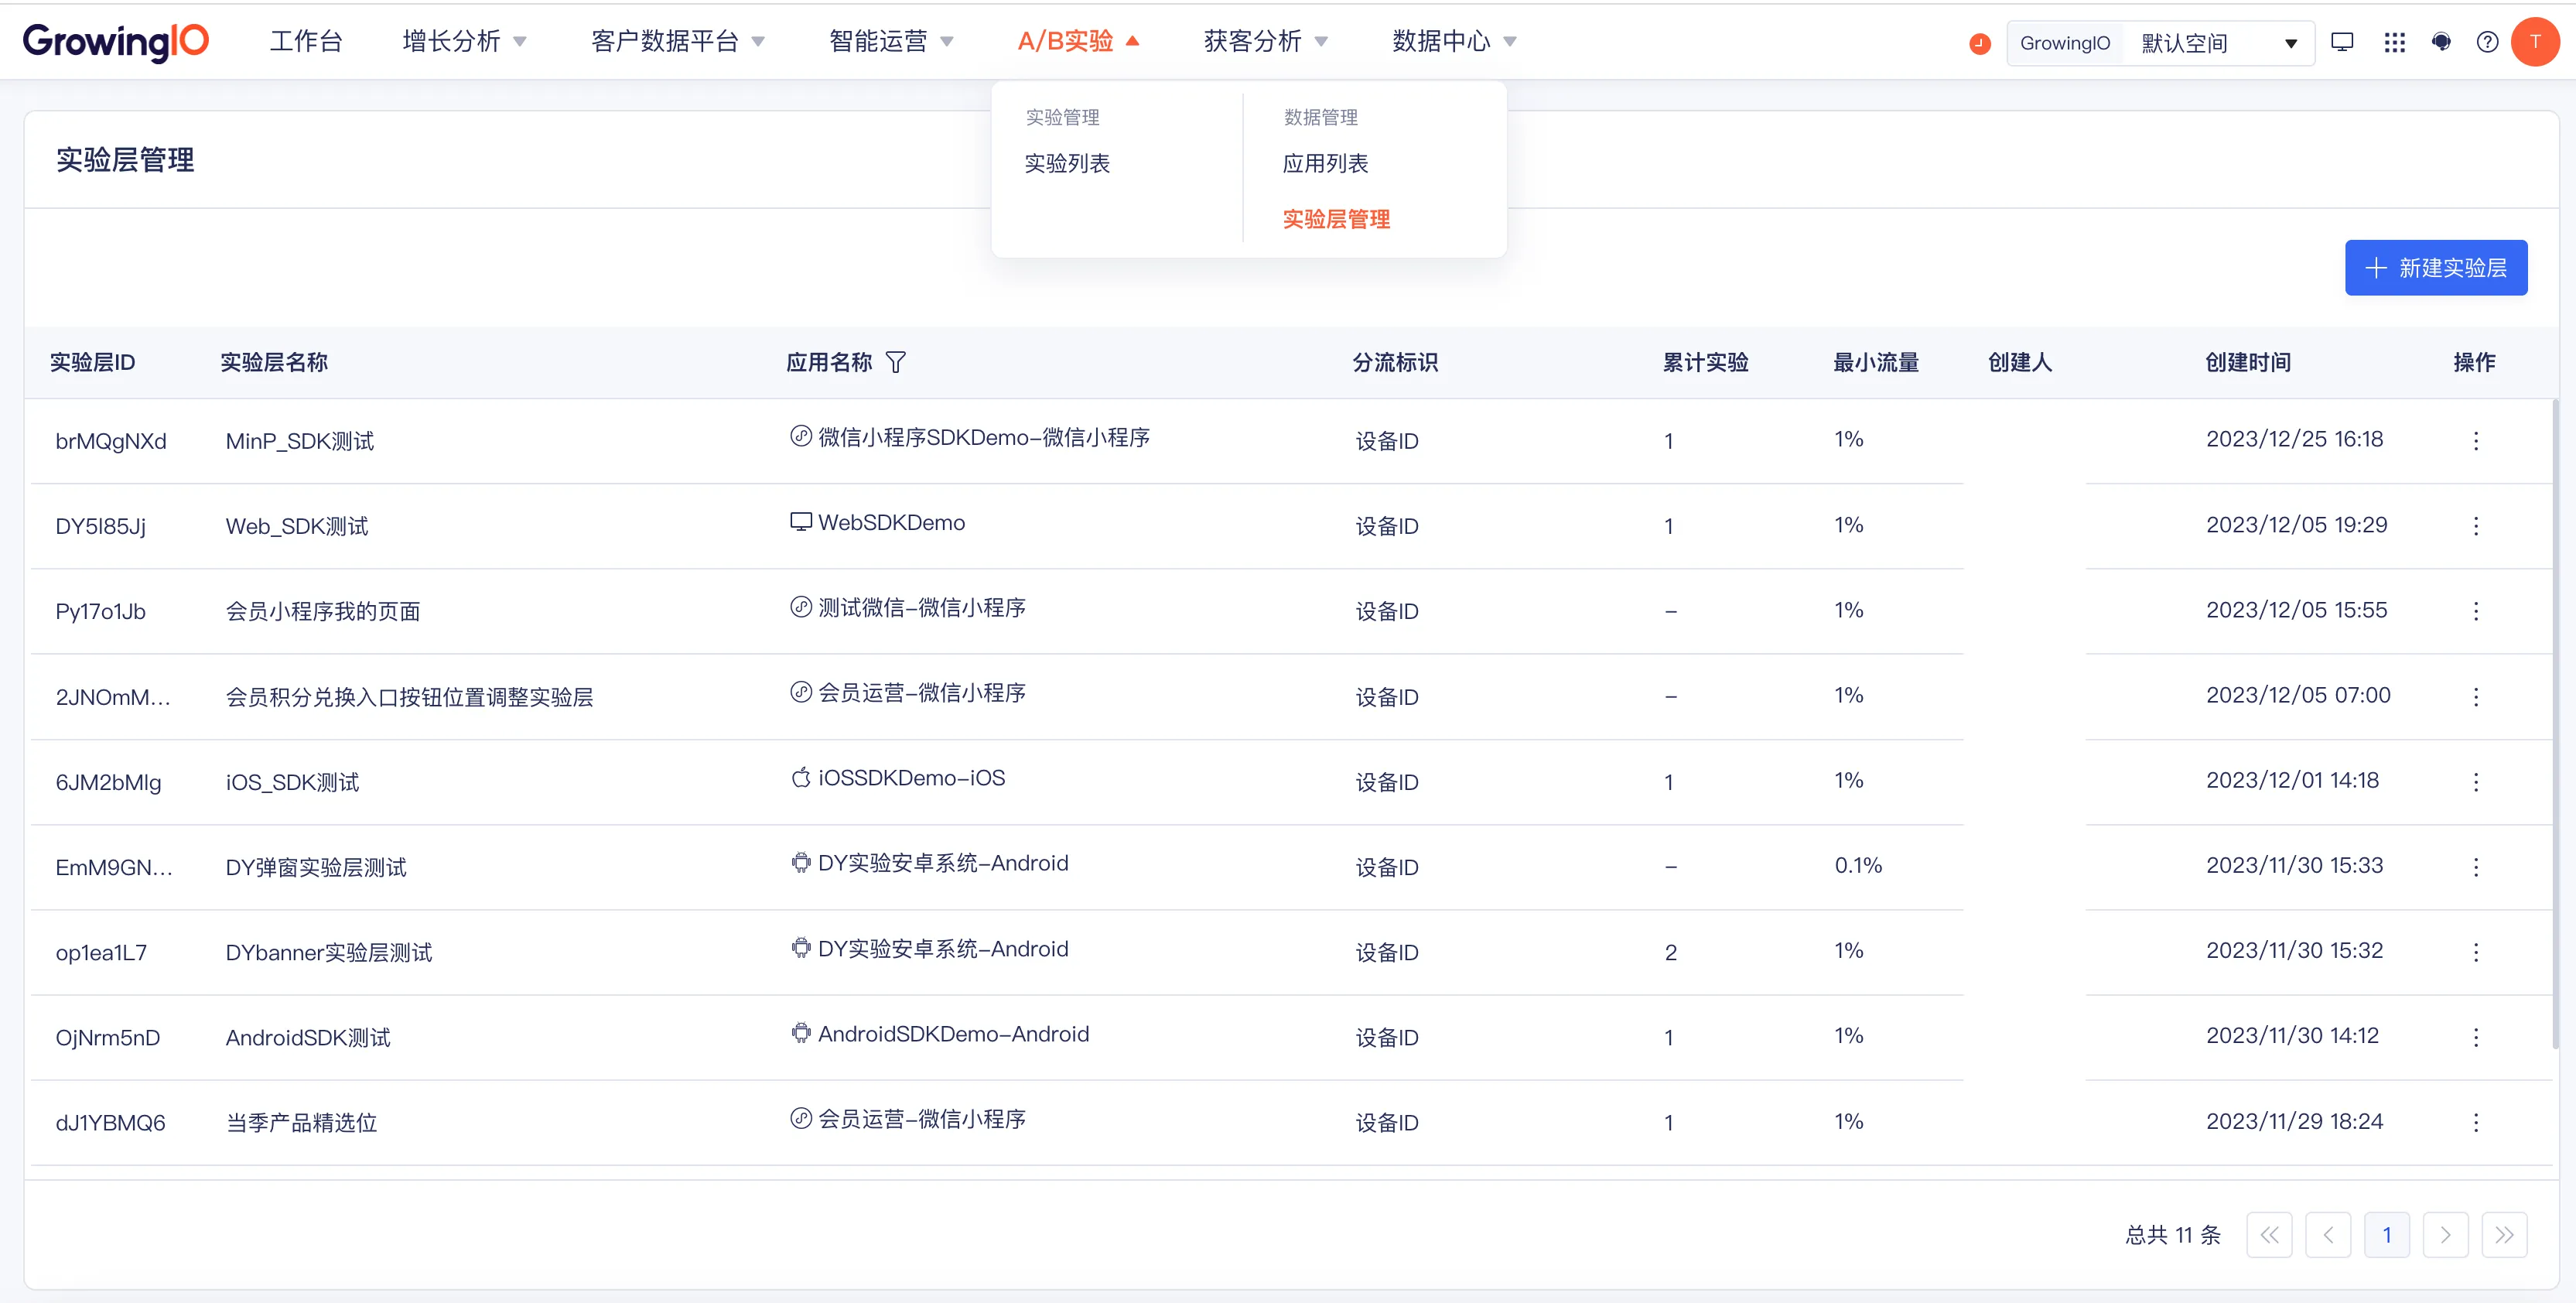 GrowingIO 工作台 增长分析 客户数据平台 智能运营 A/B实验 获客分析 数据中心 GrowingIO 默认空间 T
实验管理 数据管理
实验列表 应用列表
实验层管理
实验层管理
新建实验层
实验层ID 实验层名称 应用名称 分流标识 累计实验 最小流量 创建人 创建时间 操作
brMQgNXd MinP_SDK测试 微信小程序SDKDemo-微信小程序 设备ID 1 1% 2023/12/25 16:18
DY5l85Jj Web_SDK测试 WebSDKDemo 设备ID 1 1% 2023/12/05 19:29
Py17o1Jb 会员小程序我的页面 测试微信-微信小程序 设备ID - 1% 2023/12/05 15:55
2JNOmM... 会员积分兑换入口按钮位置调整实验层 会员运营-微信小程序 设备ID - 1% 2023/12/05 07:00
6JM2bMlg iOS_SDK测试 iOSSDKDemo-iOS 设备ID 1 1% 2023/12/01 14:18
EmM9GN... DY弹窗实验层测试 DY实验安卓系统-Android 设备ID - 0.1% 2023/11/30 15:33
op1ea1L7 DYbanner实验层测试 DY实验安卓系统-Android 设备ID 2 1% 2023/11/30 15:32
OjNrm5nD AndroidSDK测试 AndroidSDKDemo-Android 设备ID 1 1% 2023/11/30 14:12
dJ1YBMQ6 当季产品精选位 会员运营-微信小程序 设备ID 1 1% 2023/11/29 18:24
总共 11 条 1